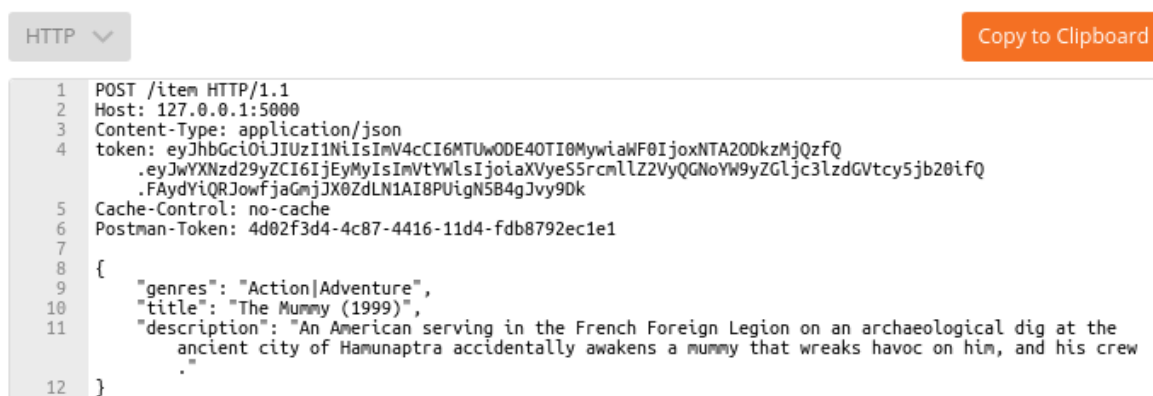 HTTP
Copy to Clipboard
1 POST /item HTTP/1.1
2 Host: 127.0.0.1:5000
3 Content-Type: application/json
4 token: eyJhbGciOiJIUzI1NiIsImV4cCI6MTUwODE4OTI0MywiaWF0IjoxNTA2ODkzMjQzfQ
.eyJwYXNzd29yZCI6IjEyMyIsImVtYWlsIjoiaXVyeS5rcmllZ2VyQGNoYW9yZGljc3lzdGVtcy5jb20ifQ
.FAydYiQRJowfjaGmjJX0ZdLN1AI8PUigN5B4gJvy9Dk
5 Cache-Control: no-cache
6 Postman-Token: 4d02f3d4-4c87-4416-11d4-fdb8792ec1e1
7
8 {
9 "genres": "Action|Adventure",
10 "title": "The Mummy (1999)",
11 "description": "An American serving in the French Foreign Legion on an archaeological dig at the
ancient city of Hamunaptra accidentally awakens a mummy that wreaks havoc on him, and his crew
."
12 }